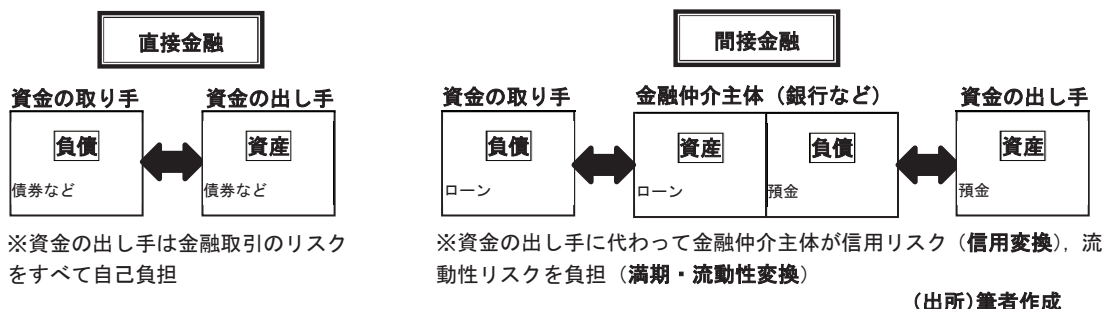 直接金融
間接金融
資金の取り手 資金の出し手
負債 資産
債券など 債券など
※資金の出し手は金融取引のリスク
をすべて自己負担
資金の取り手 金融仲介主体(銀行など) 資金の出し手
負債 資産 負債 資産
ローン ローン 預金 預金
※資金の出し手に代わって金融仲介主体が信用リスク(信用変換),流
動性リスクを負担(満期・流動性変換)
(出所)筆者作成